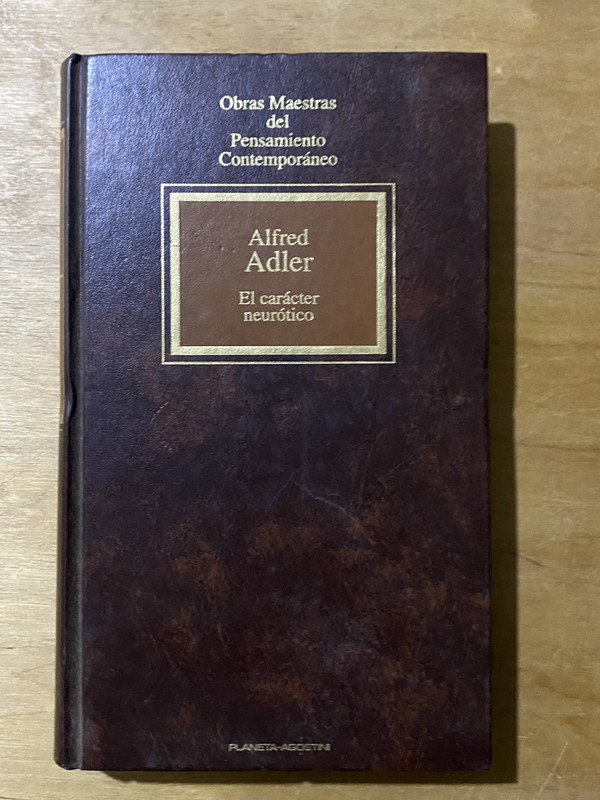 Obras Maestras
del
Pensamiento
Contemporáneo
Alfred
Adler
El carácter
neurótico
PLANETA-AGOSTINI